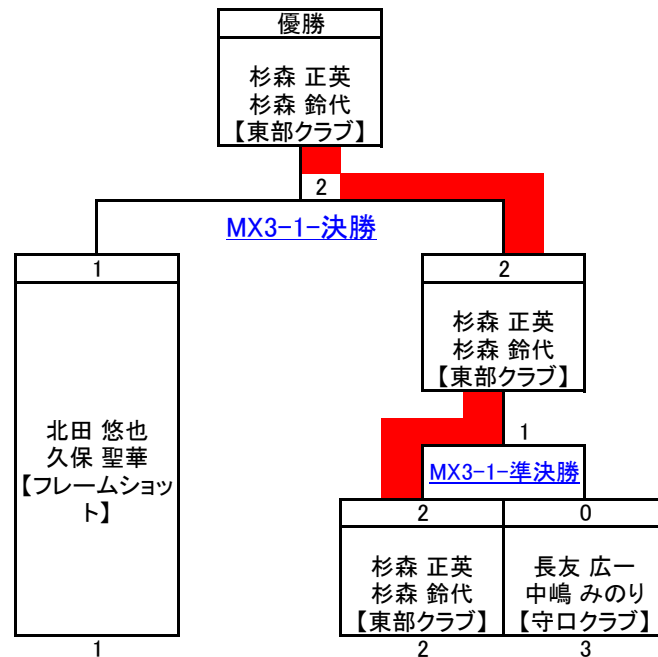 優勝
杉森 正英
杉森 鈴代
【東部クラブ】
2
MX3-1-決勝
1
北田 悠也
久保 聖華
【フレームショッ
ト】
1
2
杉森 正英
杉森 鈴代
【東部クラブ】
1
MX3-1-準決勝
2
杉森 正英
杉森 鈴代
【東部クラブ】
2
0
長友 広一
中嶋 みのり
【守口クラブ】
3